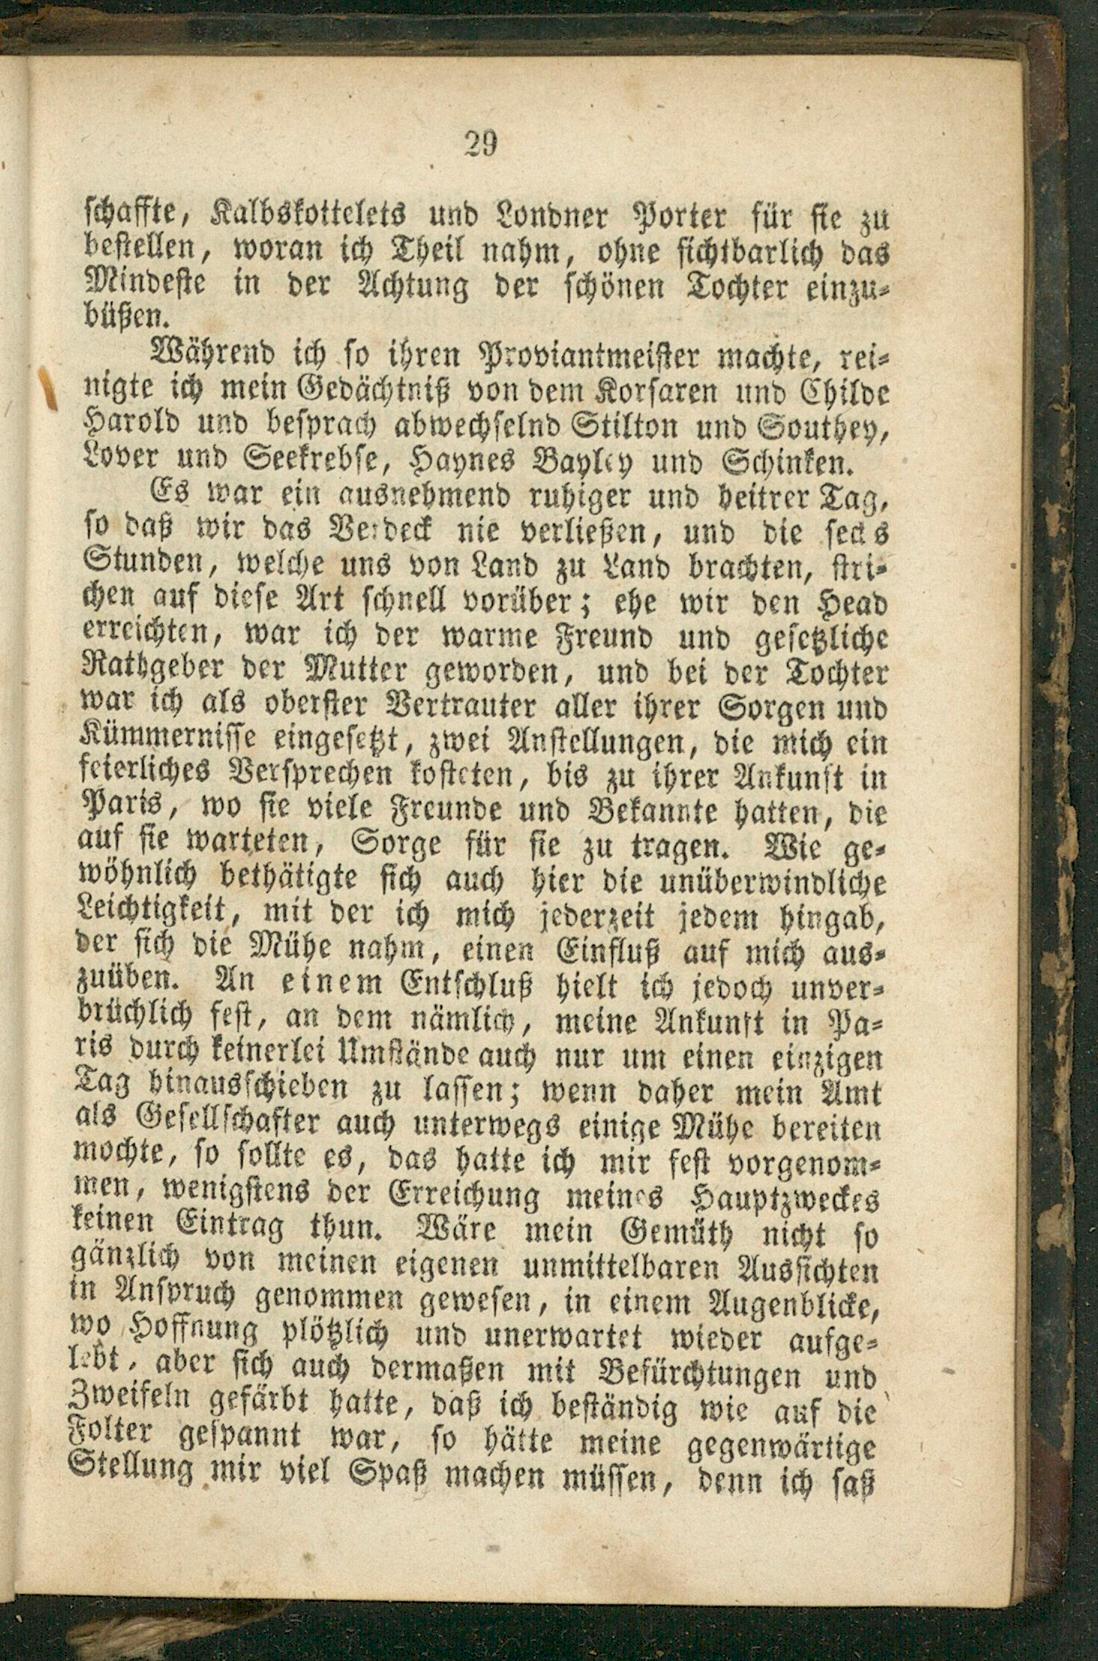 29
schaffte, Kalbskottelets und Londner Porter für sie zu
bestellen, woran ich Theil nahm, ohne sichtbarlich das
Mindeste in der Achtung der schönen Tochter einzu-
büßen.
Während ich so ihren Proviantmeister machte, rei-
nigte ich mein Gedächtniß von dem Korsaren und Childe
Harold und besprach abwechselnd Stilton und Southey,
Lover und Seekrebse, Haynes Bayley und Schinken.
Es war ein ausnehmend ruhiger und heitrer Tag,
so daß wir das Verdeck nie verließen, und die sechs
Stunden, welche uns von Land zu Land brachten, stri-
chen auf diese Art schnell vorüber; ehe wir den Head
erreichten, war ich der warme Freund und gesetzliche
Rathgeber der Mutter geworden, und bei der Tochter
war ich als oberster Vertrauter aller ihrer Sorgen und
Kümmernisse eingesetzt, zwei Anstellungen, die mich ein
feierliches Versprechen kosteten, bis zu ihrer Ankunft in
Paris, wo sie viele Freunde und Bekannte hatten, die
auf sie warteten, Sorge für sie zu tragen. Wie ge-
wöhnlich bethätigte sich auch hier die unüberwindliche
Leichtigkeit, mit der ich mich jederzeit jedem hingab,
der sich die Mühe nahm, einen Einfluß auf mich aus-
zuüben. An einem Entschluß hielt ich jedoch unver-
brüchlich fest, an dem nämlich, meine Ankunft in Pa-
ris durch keinerlei Umstände auch nur um einen einzigen
Tag hinausschieben zu lassen; wenn daher mein Amt
als Gesellschafter auch unterwegs einige Mühe bereiten
mochte, so sollte es, das hatte ich mir fest vorgenom-
men, wenigstens der Erreichung meines Hauptzweckes
keinen Eintrag thun. Wäre mein Gemüth nicht so
gänzlich von meinen eigenen unmittelbaren Aussichten
in Anspruch genommen gewesen, in einem Augenblicke,
wo Hoffnung plötzlich und unerwartet wieder aufge-
lebt, aber sich auch dermaßen mit Befürchtungen und
Zweifeln gefärbt hatte, daß ich beständig wie auf die
Folter gespannt war, so hätte meine gegenwärtige
Stellung mir viel Spaß machen müssen, denn ich saß